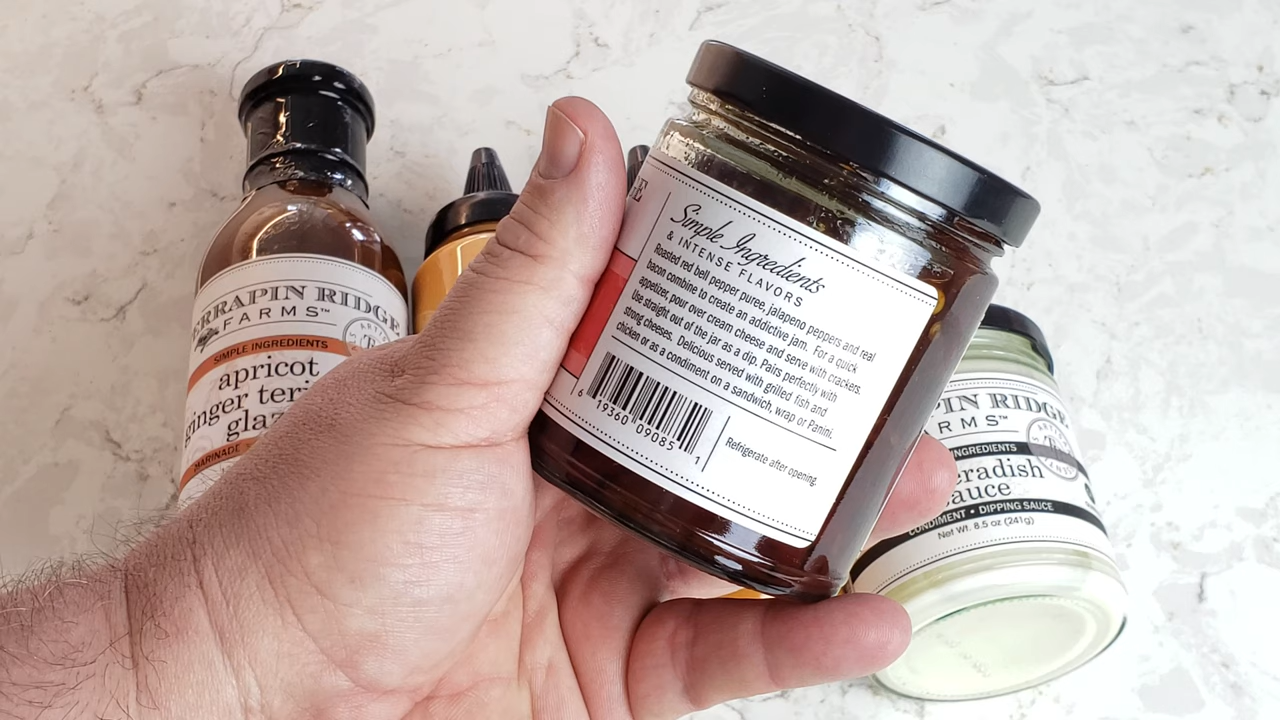 ERRAPIN RIDGE
FARMS™
SIMPLE INGREDIENTS
apricot
ginger teri
glaz
MARINADE
E
Simple Ingredients
& INTENSE FLAVORS
Roasted red bell pepper puree, jalapeno peppers and real
bacon combine to create an addictive jam. For a quick
appetizer, pour over cream cheese and serve with crackers.
Use straight out of the jar as a dip. Pairs perfectly with
strong cheeses. Delicious served with grilled fish and
chicken or as a condiment on a sandwich, wrap or Panini.
6 19360 09085 1
Refrigerate after opening.
PIN RIDGE
RMS™
INGREDIENTS
eradish
auce
CONDIMENT • DIPPING SAUCE
Net Wt. 8.5 oz (241g)